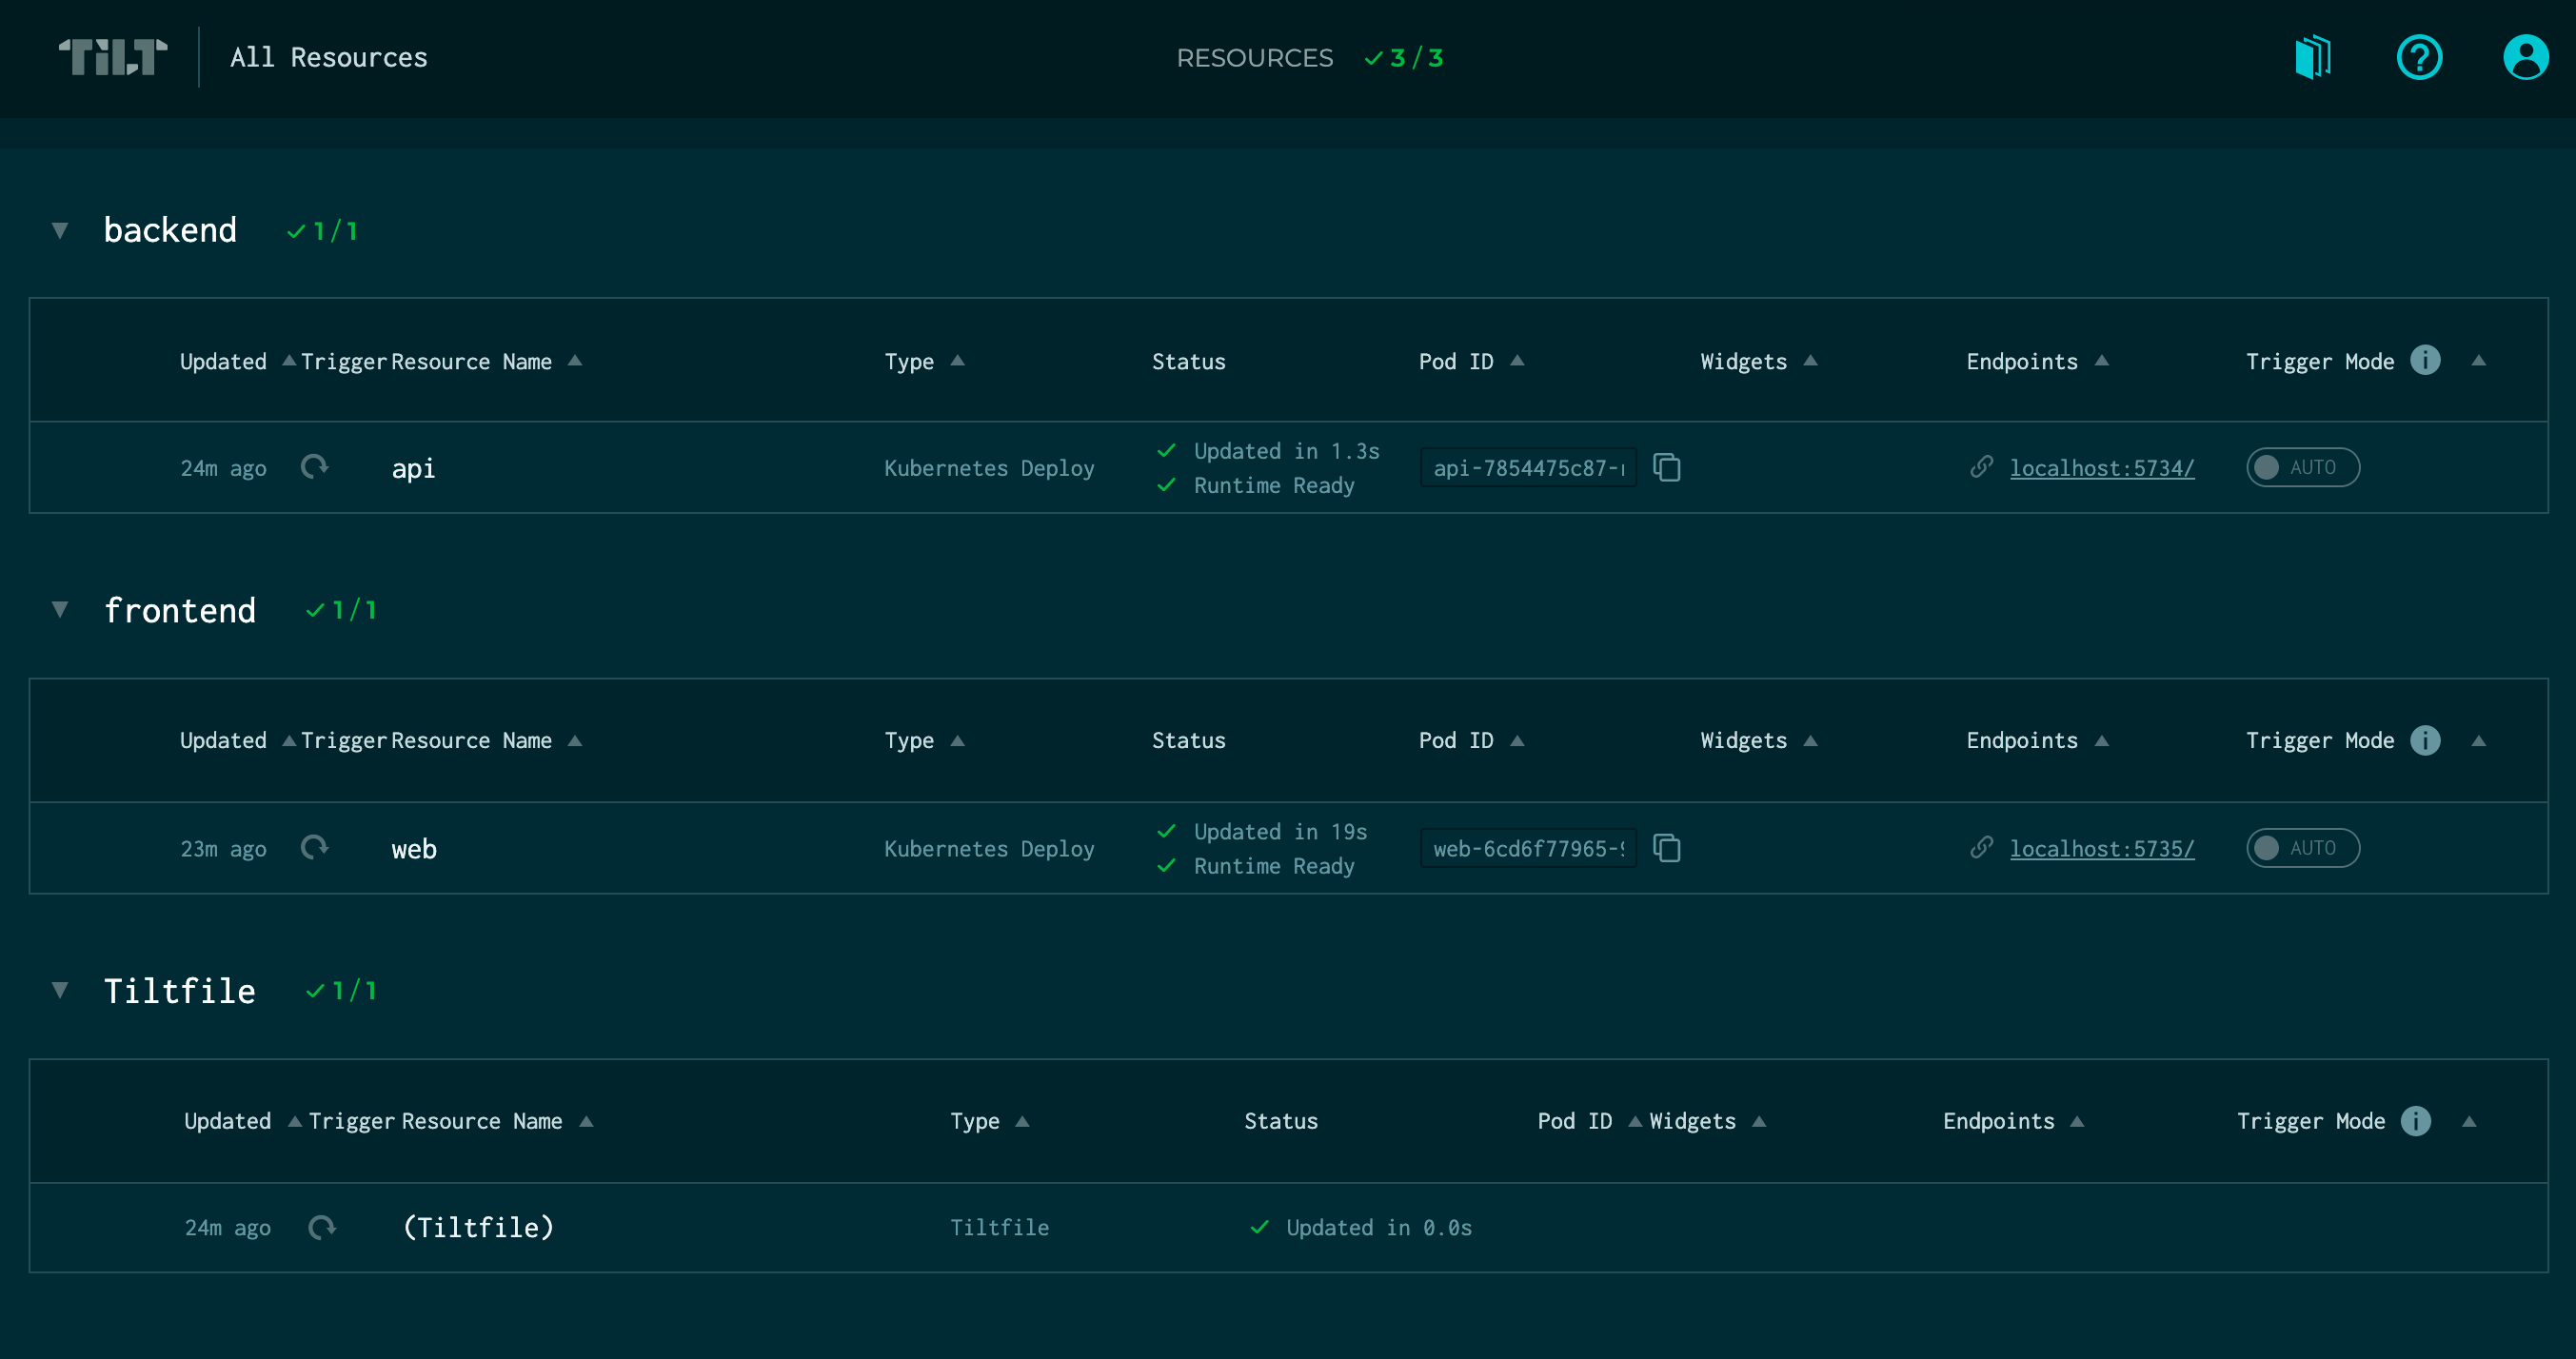 TiLT All Resources RESOURCES 3/3
backend 1/1
Updated Trigger Resource Name Type Status Pod ID Widgets Endpoints Trigger Mode i
24m ago api Kubernetes Deploy Updated in 1.3s api-7854475c87- localhost:5734/ AUTO
Runtime Ready
frontend 1/1
Updated Trigger Resource Name Type Status Pod ID Widgets Endpoints Trigger Mode i
23m ago web Kubernetes Deploy Updated in 19s web-6cd6f77965- localhost:5735/ AUTO
Runtime Ready
Tiltfile 1/1
Updated Trigger Resource Name Type Status Pod ID Widgets Endpoints Trigger Mode i
24m ago (Tiltfile) Tiltfile Updated in 0.0s